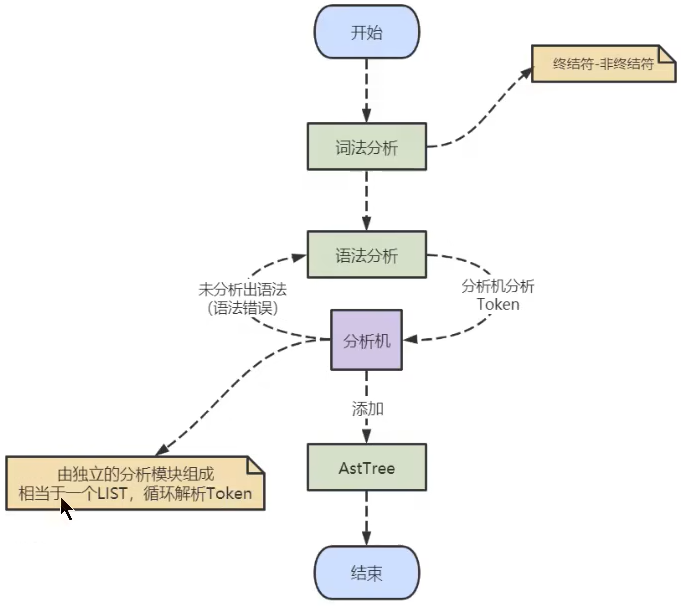 开始
终结符-非终结符
词法分析
语法分析
未分析出语法
(语法错误)
分析机分析
Token
分析机
添加
由独立的分析模块组成
相当于一个LIST，循环解析Token
AstTree
结束